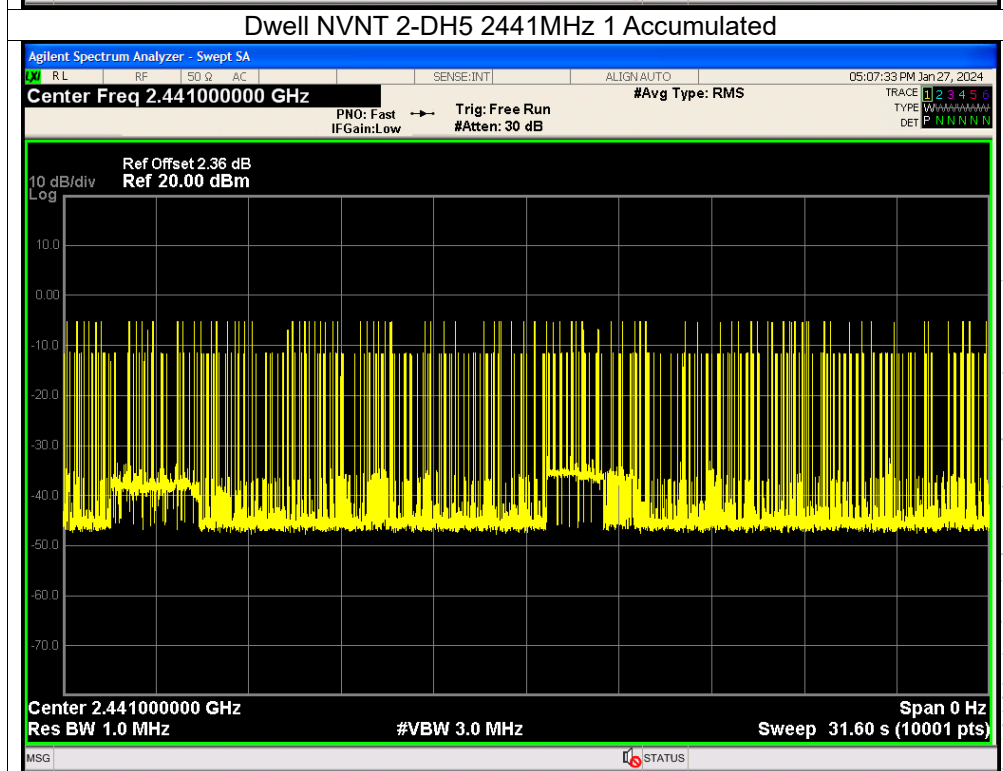 Dwell NVNT 2-DH5 2441MHz 1 Accumulated
Agilent Spectrum Analyzer - Swept SA
LXI RL RF 50 Ω AC SENSE:INT ALIGN AUTO 05:07:33 PM Jan 27, 2024
Center Freq 2.441000000 GHz #Avg Type: RMS TRACE 1 2 3 4 5 6
PNO: Fast Trig: Free Run TYPE WWWWWW
IFGain:Low #Atten: 30 dB DET P N N N N N
Ref Offset 2.36 dB
10 dB/div Ref 20.00 dBm
Log
10.0
0.00
-10.0
-20.0
-30.0
-40.0
-50.0
-60.0
-70.0
Center 2.441000000 GHz Span 0 Hz
Res BW 1.0 MHz #VBW 3.0 MHz Sweep 31.60 s (10001 pts)
MSG STATUS